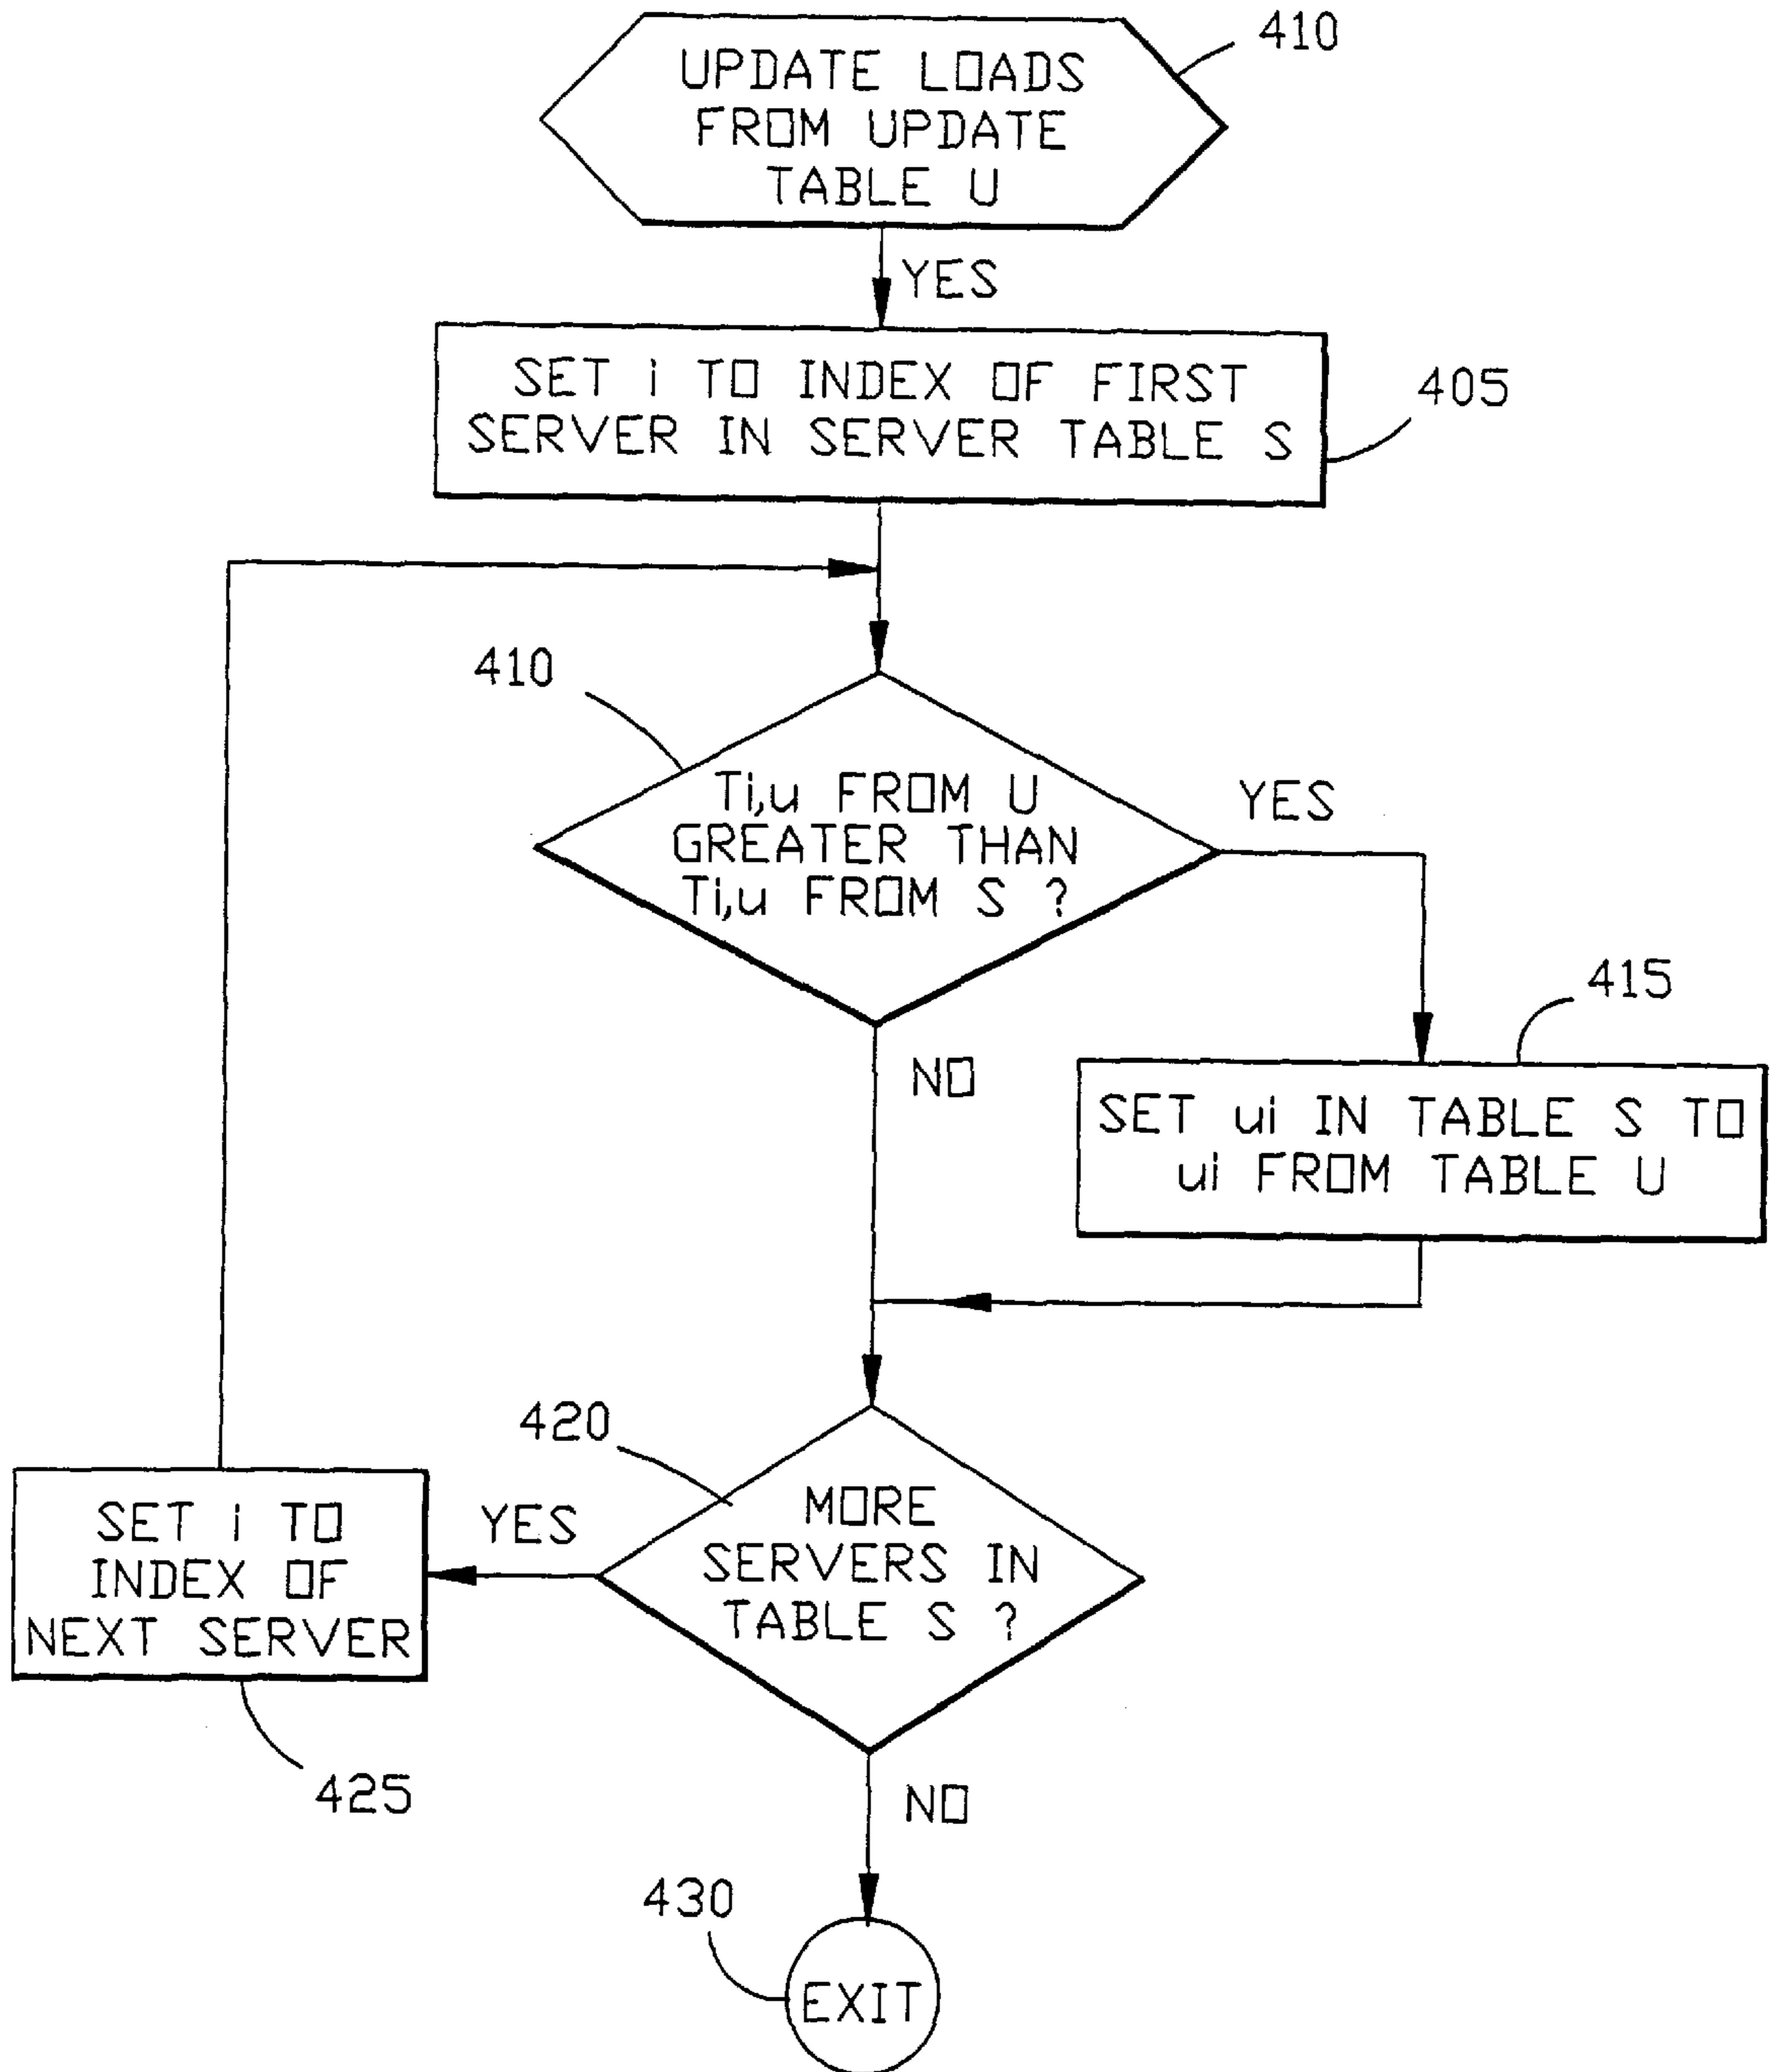 410
UPDATE LOADS
FROM UPDATE
TABLE U
YES
SET i TO INDEX OF FIRST
SERVER IN SERVER TABLE S
405
410
Ti,u FROM U
GREATER THAN
Ti,u FROM S ?
YES
NO
415
SET ui IN TABLE S TO
ui FROM TABLE U
420
MORE
SERVERS IN
TABLE S ?
YES
SET i TO
INDEX OF
NEXT SERVER
425
NO
430
EXIT